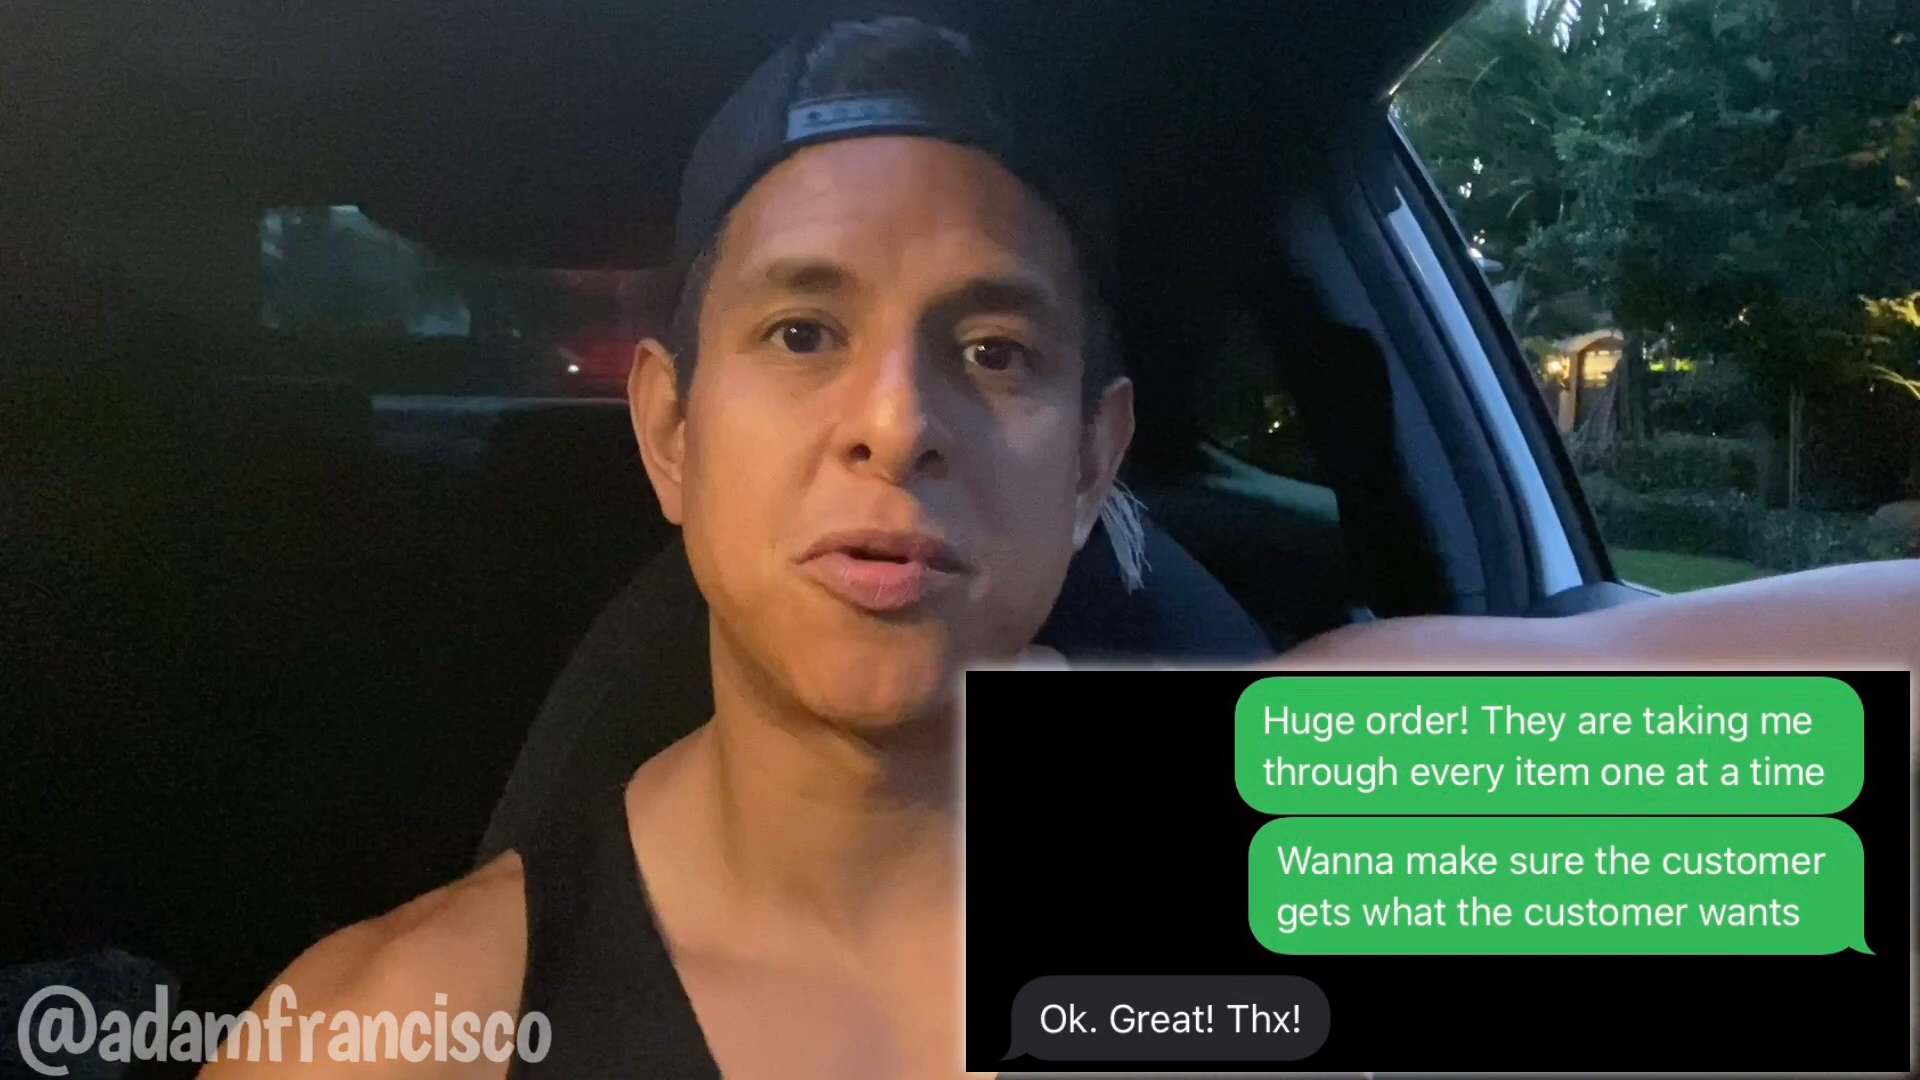 Huge order! They are taking me
through every item one at a time
Wanna make sure the customer
gets what the customer wants
Ok. Great! Thx!
@adamfrancisco